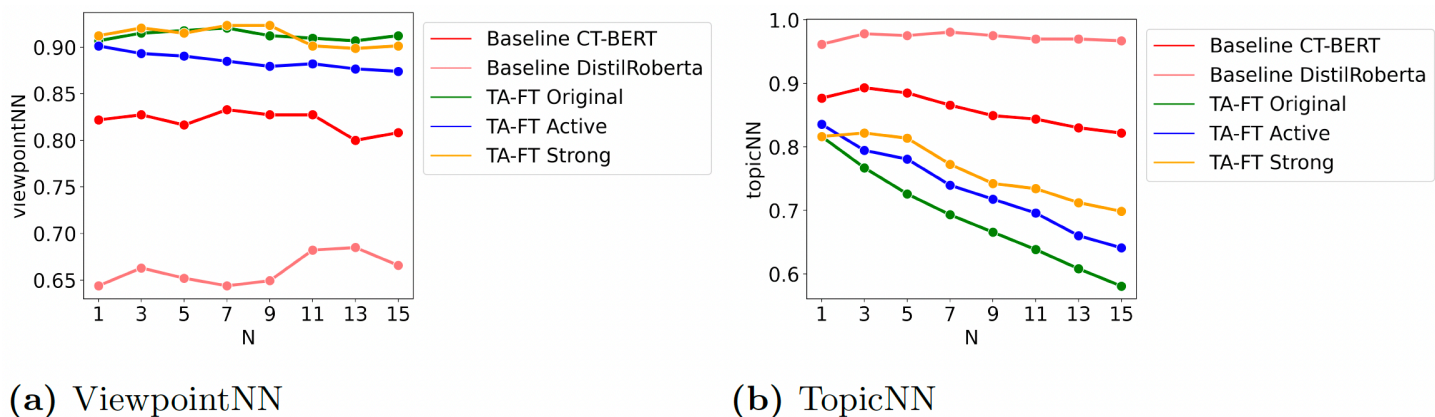 0.90
0.85
0.80
0.75
0.70
0.65
viewpointNN
1 3 5 7 9 11 13 15
N
Baseline CT-BERT
Baseline DistilRoberta
TA-FT Original
TA-FT Active
TA-FT Strong
(a) ViewpointNN
1.0
0.9
0.8
0.7
0.6
topicNN
1 3 5 7 9 11 13 15
N
Baseline CT-BERT
Baseline DistilRoberta
TA-FT Original
TA-FT Active
TA-FT Strong
(b) TopicNN